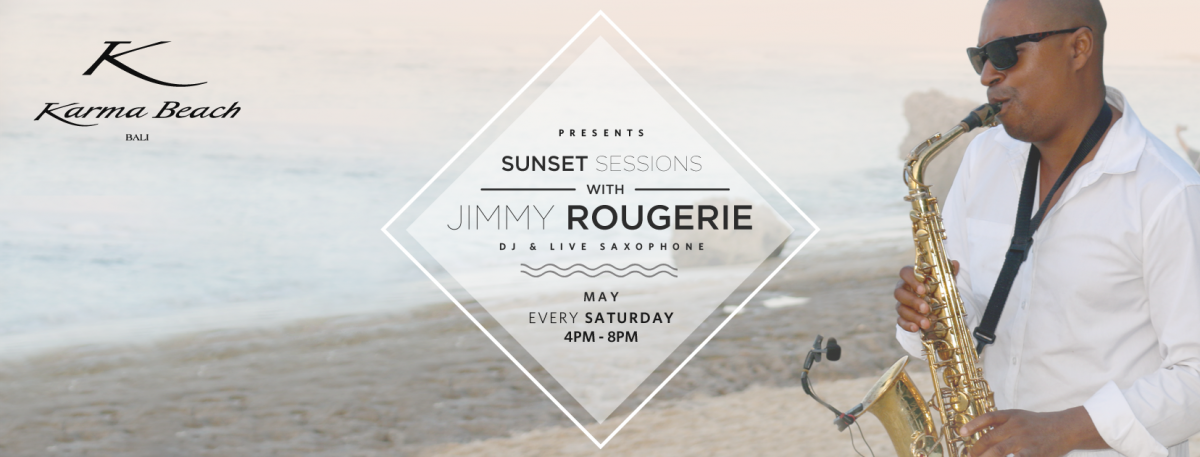 K
Karma Beach
BALI
PRESENTS
SUNSET SESSIONS
WITH
JIMMY ROUGERIE
DJ & LIVE SAXOPHONE
MAY
EVERY SATURDAY
4PM - 8PM